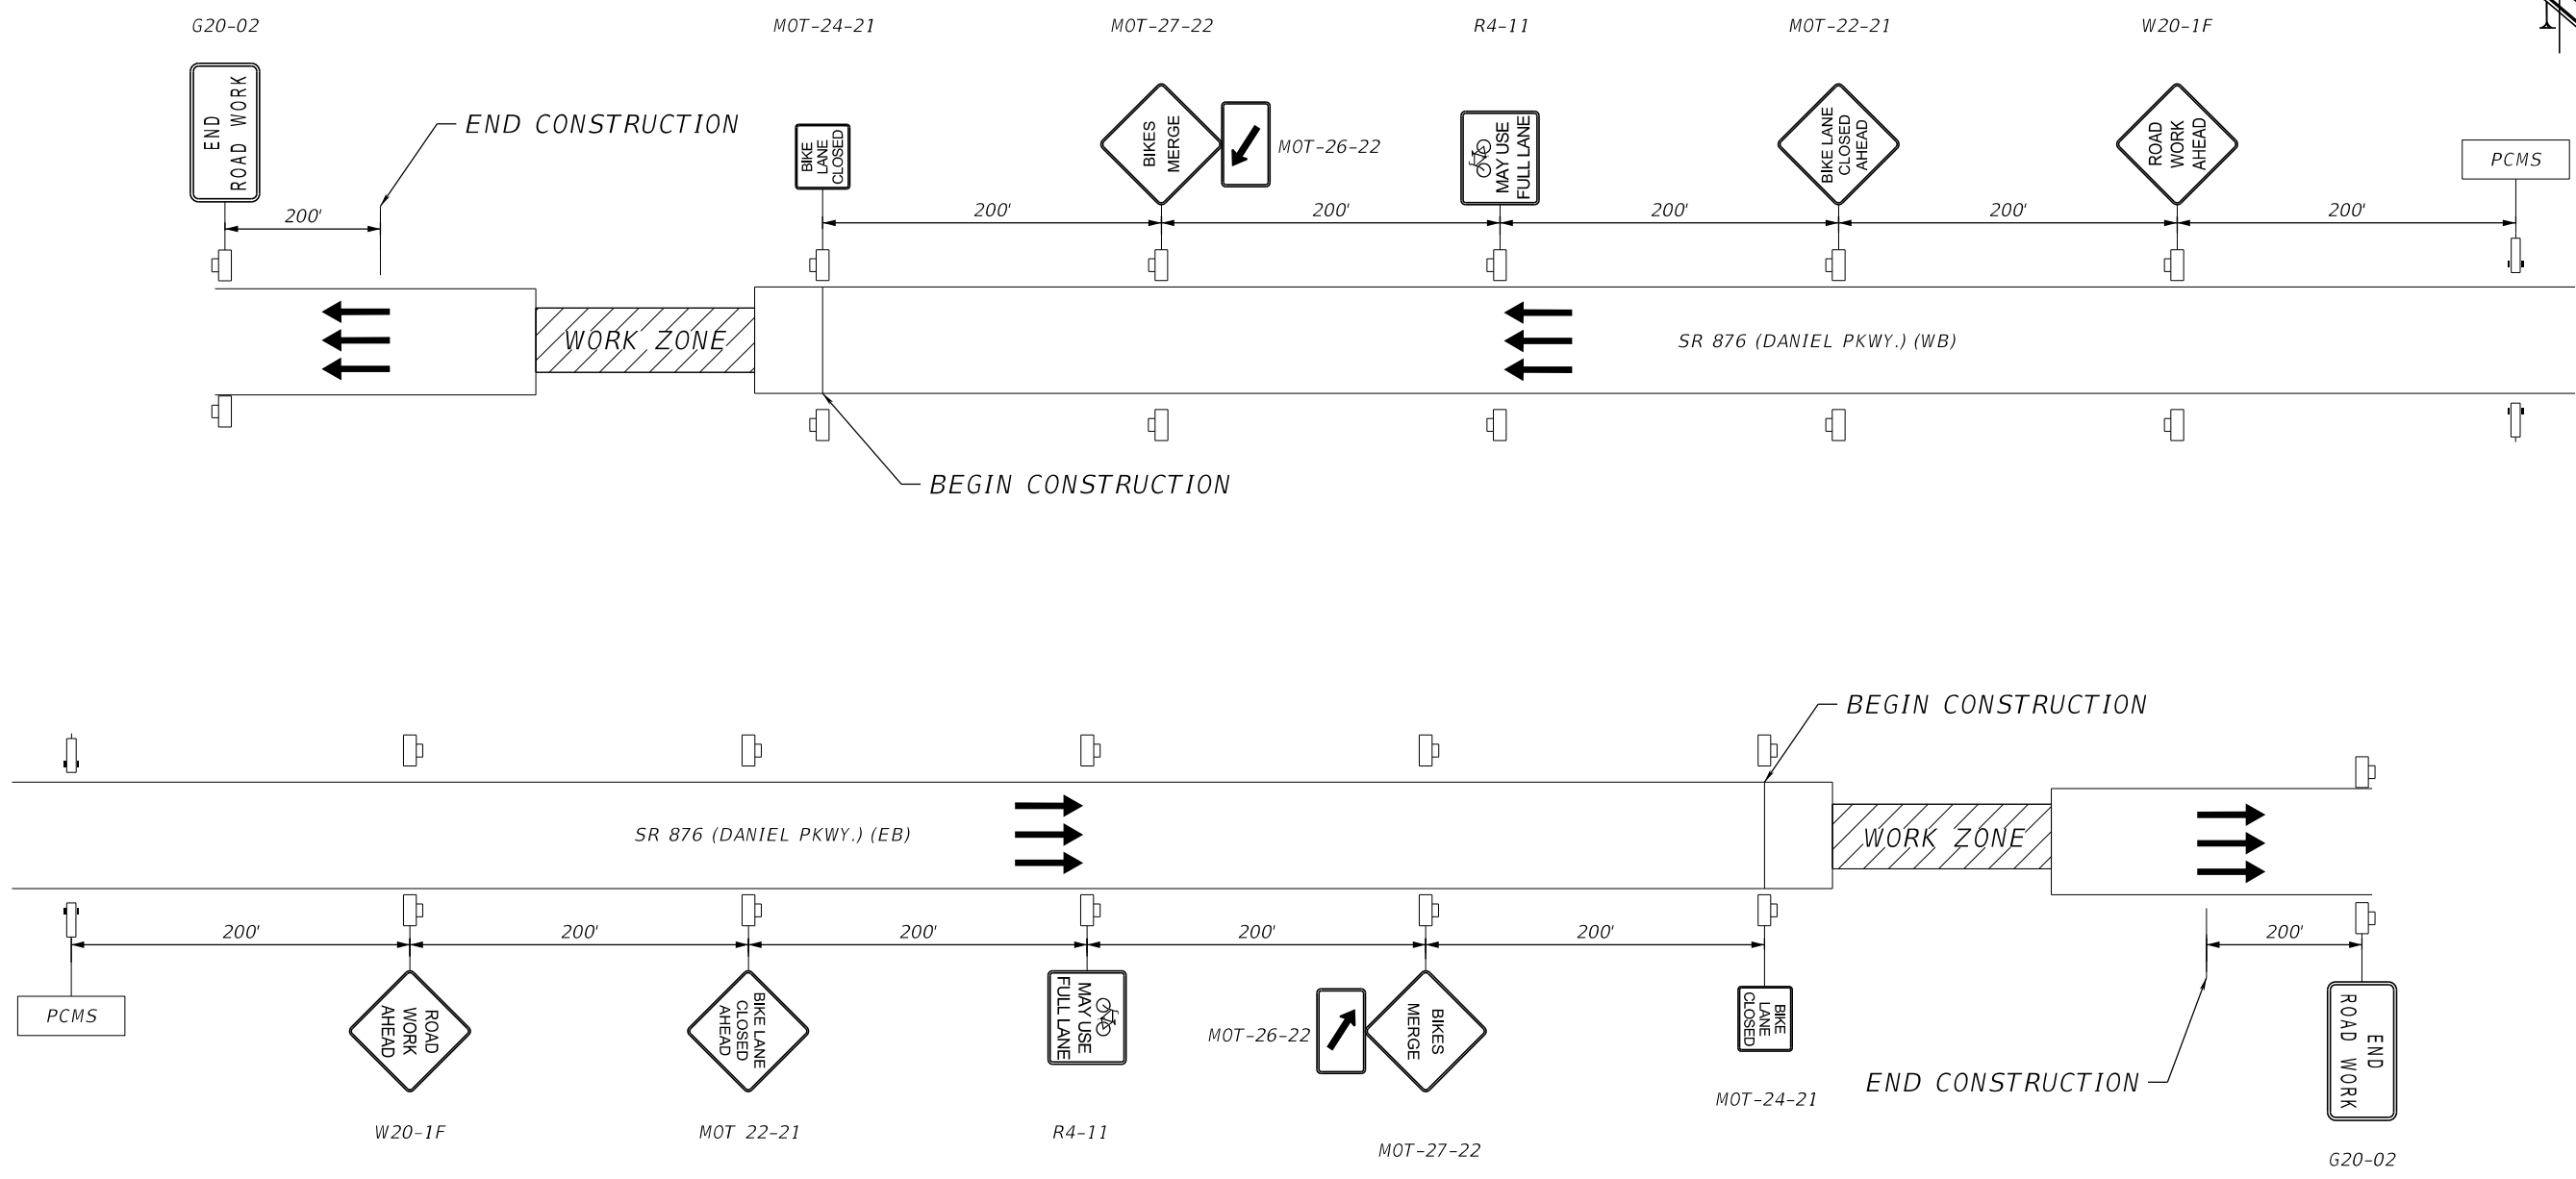 G20-02
MOT-24-21
MOT-27-22
R4-11
MOT-22-21
W20-1F
END
ROAD WORK
END CONSTRUCTION
BIKE
LANE
CLOSED
BIKES
MERGE
MOT-26-22
MAY USE
FULL LANE
BIKE LANE
CLOSED
AHEAD
ROAD
WORK
AHEAD
PCMS
200'
200'
200'
200'
200'
200'
WORK ZONE
SR 876 (DANIEL PKWY.) (WB)
BEGIN CONSTRUCTION
BEGIN CONSTRUCTION
SR 876 (DANIEL PKWY.) (EB)
WORK ZONE
200'
200'
200'
200'
200'
200'
PCMS
ROAD
WORK
AHEAD
BIKE LANE
CLOSED
AHEAD
MAY USE
FULL LANE
MOT-26-22
BIKES
MERGE
BIKE
LANE
CLOSED
END CONSTRUCTION
END
ROAD WORK
W20-1F
MOT 22-21
R4-11
MOT-27-22
MOT-24-21
G20-02